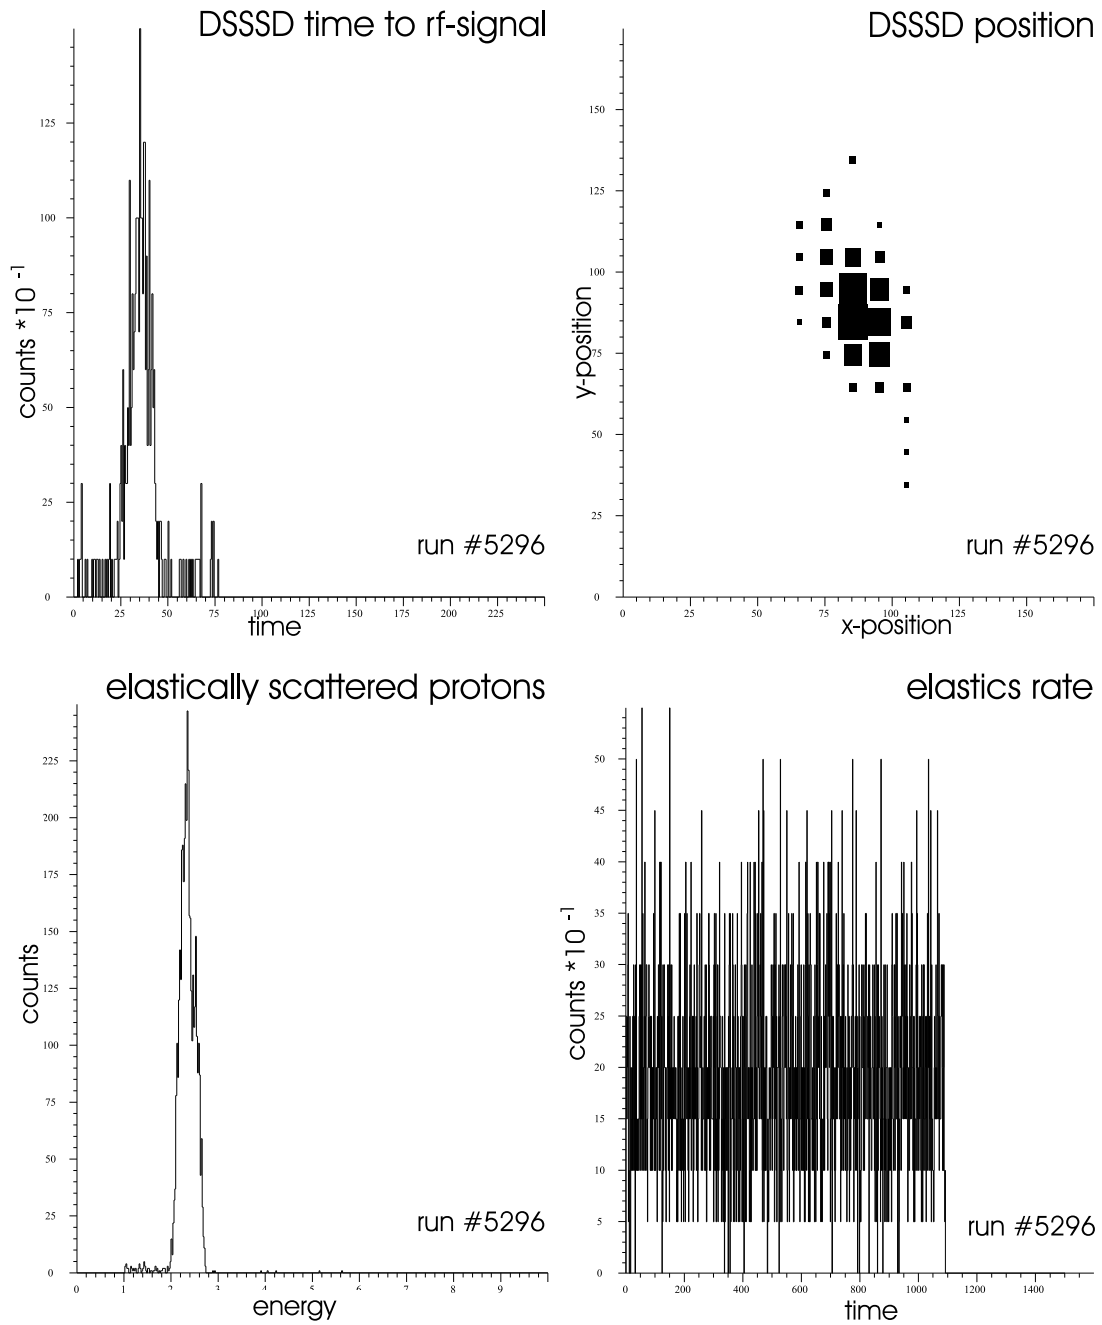 DSSSD time to rf-signal
125
100
75
50
25
0
counts *10 -1
run #5296
0 25 50 75 100 125 150 175 200 225
time
DSSSD position
150
125
100
75
50
25
0
y-position
run #5296
0 25 50 75 100 125 150
x-position
elastically scattered protons
225
200
175
150
125
100
75
50
25
0
counts
run #5296
0 1 2 3 4 5 6 7 8 9
energy
elastics rate
50
45
40
35
30
25
20
15
10
5
0
counts *10 -1
run #5296
0 200 400 600 800 1000 1200 1400
time